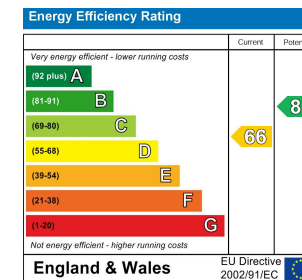 Energy Efficiency Rating
Current
Very energy efficient - lower running costs
(92 plus) A
(81-91) B
8
(69-80) C
66
(55-68) D
(39-54) E
(21-38) F
(1-20) G
Not energy efficient - higher running costs
England & Wales
EU Directive
2002/91/EC